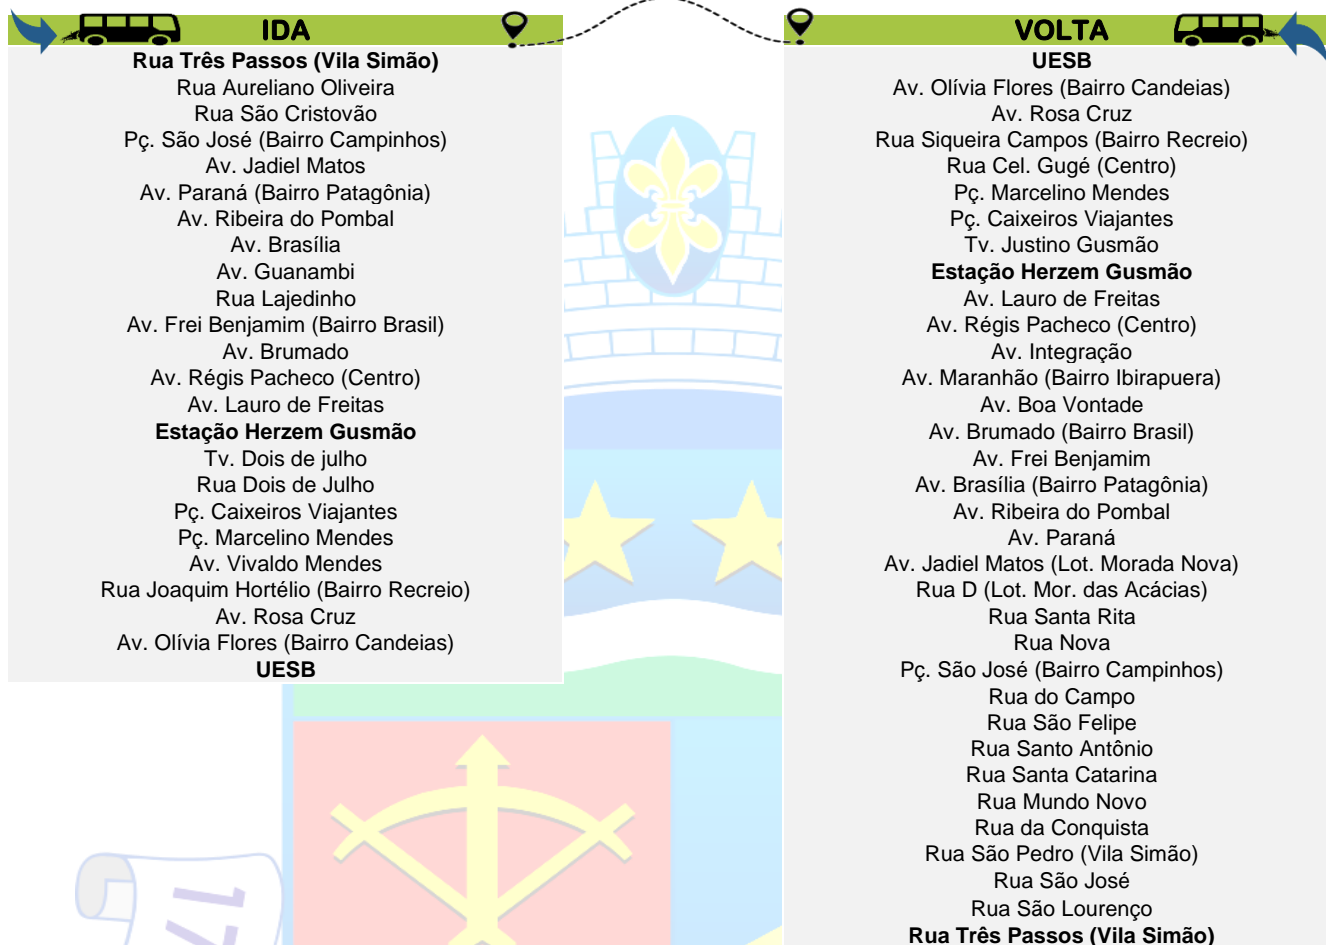 IDA
Rua Três Passos (Vila Simão)
Rua Aureliano Oliveira
Rua São Cristovão
Pç. São José (Bairro Campinhos)
Av. Jadiel Matos
Av. Paraná (Bairro Patagônia)
Av. Ribeira do Pombal
Av. Brasília
Av. Guanambi
Rua Lajedinho
Av. Frei Benjamim (Bairro Brasil)
Av. Brumado
Av. Régis Pacheco (Centro)
Av. Lauro de Freitas
Estação Herzem Gusmão
Tv. Dois de julho
Rua Dois de Julho
Pç. Caixeiros Viajantes
Pç. Marcelino Mendes
Av. Vivaldo Mendes
Rua Joaquim Hortélio (Bairro Recreio)
Av. Rosa Cruz
Av. Olívia Flores (Bairro Candeias)
UESB
VOLTA
UESB
Av. Olívia Flores (Bairro Candeias)
Av. Rosa Cruz
Rua Siqueira Campos (Bairro Recreio)
Rua Cel. Gugé (Centro)
Pç. Marcelino Mendes
Pç. Caixeiros Viajantes
Tv. Justino Gusmão
Estação Herzem Gusmão
Av. Lauro de Freitas
Av. Régis Pacheco (Centro)
Av. Integração
Av. Maranhão (Bairro Ibirapuera)
Av. Boa Vontade
Av. Brumado (Bairro Brasil)
Av. Frei Benjamim
Av. Brasília (Bairro Patagônia)
Av. Ribeira do Pombal
Av. Paraná
Av. Jadiel Matos (Lot. Morada Nova)
Rua D (Lot. Mor. das Acácias)
Rua Santa Rita
Rua Nova
Pç. São José (Bairro Campinhos)
Rua do Campo
Rua São Felipe
Rua Santo Antônio
Rua Santa Catarina
Rua Mundo Novo
Rua da Conquista
Rua São Pedro (Vila Simão)
Rua São José
Rua São Lourenço
Rua Três Passos (Vila Simão)